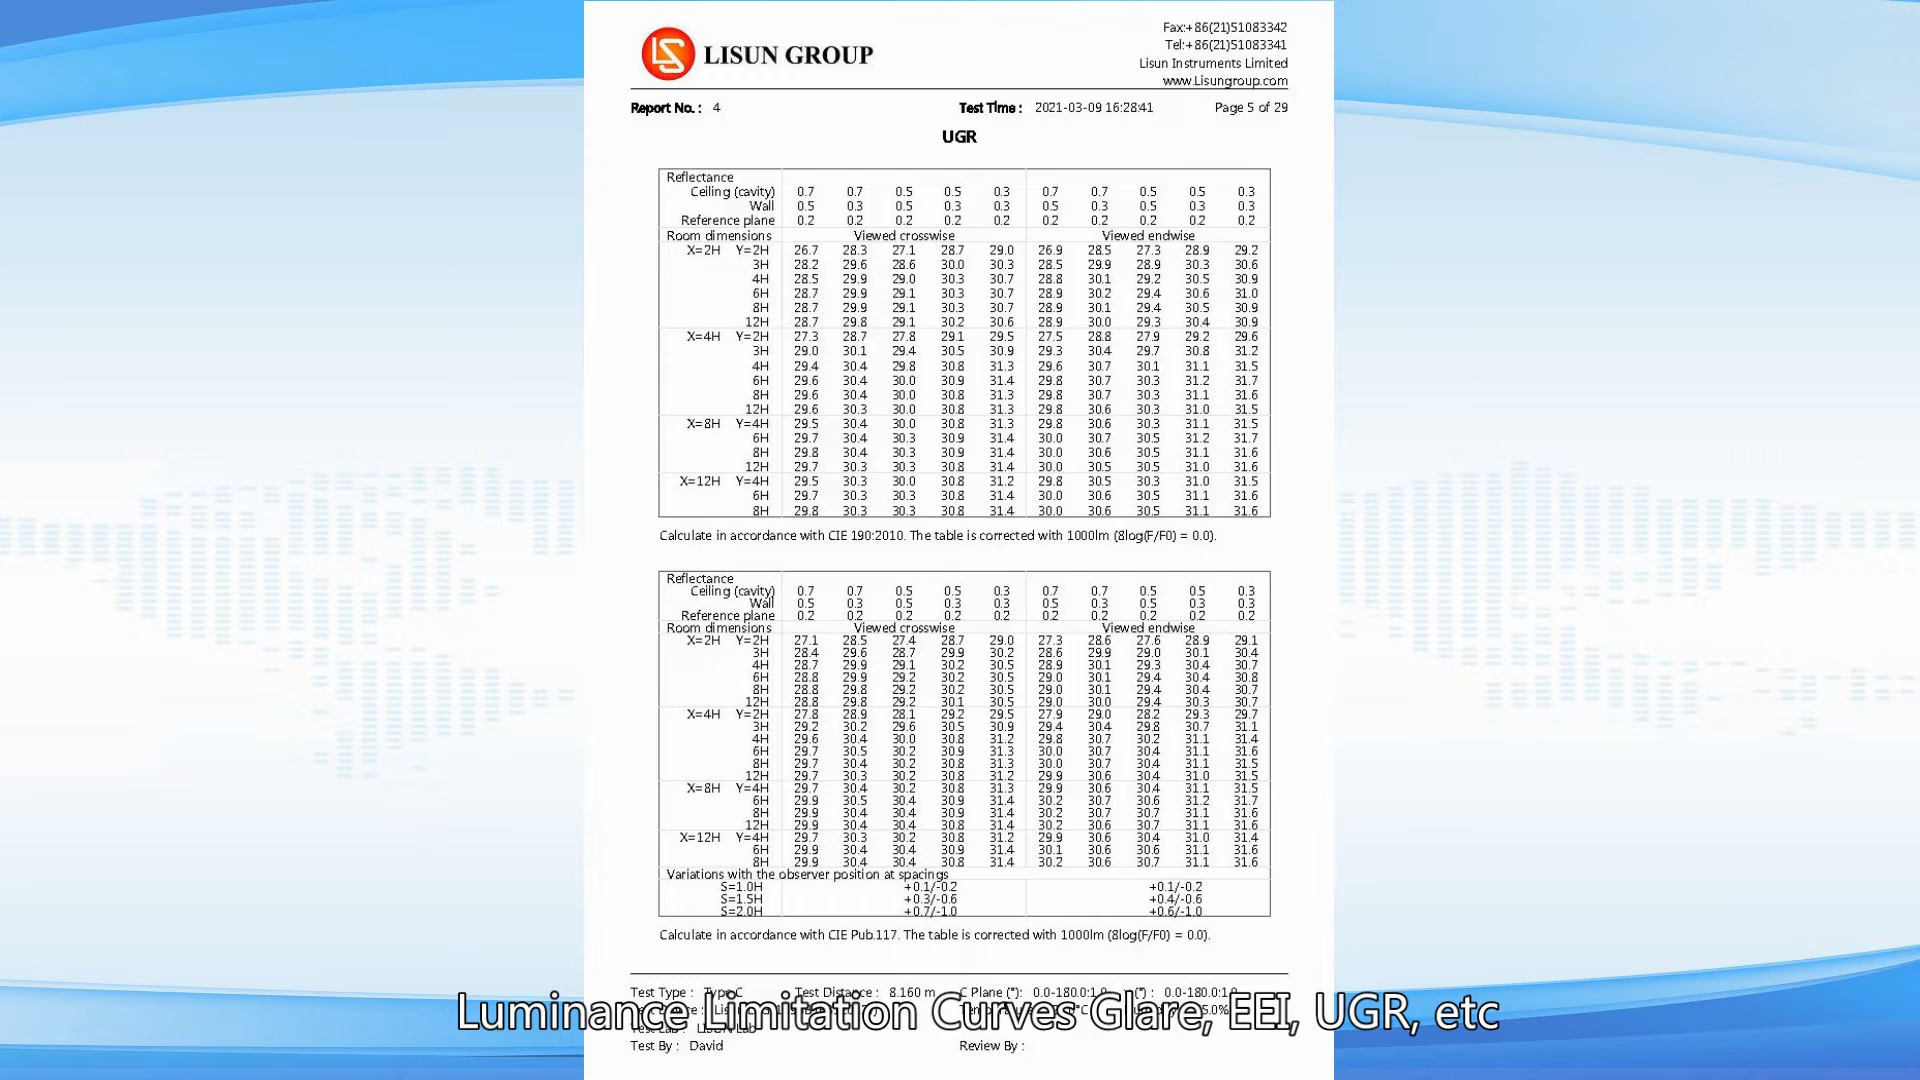 LISUN GROUP
Fax:+86(21)51083342
Tel:+86(21)51083341
Lisun Instruments Limited
www.Lisungroup.com
Report No. : 4 Test Time : 2021-03-09 16:28:41 Page 5 of 29
UGR
Reflectance
Ceiling (cavity) 0.7 0.7 0.5 0.5 0.3 0.7 0.7 0.5 0.5 0.3
Wall 0.5 0.3 0.5 0.3 0.3 0.5 0.3 0.5 0.3 0.3
Reference plane 0.2 0.2 0.2 0.2 0.2 0.2 0.2 0.2 0.2 0.2
Room dimensions Viewed crosswise Viewed endwise
X=2H Y=2H 26.7 28.3 27.1 28.7 29.0 26.9 28.5 27.3 28.9 29.2
3H 28.2 29.6 28.6 30.0 30.3 28.5 29.9 28.9 30.3 30.6
4H 28.5 29.9 29.0 30.3 30.7 28.8 30.1 29.2 30.5 30.9
6H 28.7 29.9 29.1 30.3 30.7 28.9 30.2 29.4 30.6 31.0
8H 28.7 29.9 29.1 30.3 30.7 28.9 30.1 29.4 30.5 30.9
12H 28.7 29.8 29.1 30.2 30.6 28.9 30.0 29.3 30.4 30.9
X=4H Y=2H 27.3 28.7 27.8 29.1 29.5 27.5 28.8 27.9 29.2 29.6
3H 29.0 30.1 29.4 30.5 30.9 29.3 30.4 29.7 30.8 31.2
4H 29.4 30.4 29.8 30.8 31.3 29.6 30.7 30.1 31.1 31.5
6H 29.6 30.4 30.0 30.9 31.4 29.8 30.7 30.3 31.2 31.7
8H 29.6 30.4 30.0 30.8 31.3 29.8 30.7 30.3 31.1 31.6
12H 29.6 30.3 30.0 30.8 31.3 29.8 30.6 30.3 31.0 31.5
X=8H Y=4H 29.5 30.4 30.0 30.8 31.3 29.8 30.6 30.3 31.1 31.5
6H 29.7 30.4 30.3 30.9 31.4 30.0 30.7 30.5 31.2 31.7
8H 29.8 30.4 30.3 30.9 31.4 30.0 30.6 30.5 31.1 31.6
12H 29.7 30.3 30.3 30.8 31.4 30.0 30.5 30.5 31.0 31.6
X=12H Y=4H 29.5 30.3 30.0 30.8 31.2 29.8 30.5 30.3 31.0 31.5
6H 29.7 30.3 30.3 30.8 31.4 30.0 30.6 30.5 31.1 31.6
8H 29.8 30.3 30.3 30.8 31.4 30.0 30.6 30.5 31.1 31.6
Calculate in accordance with CIE 190:2010. The table is corrected with 1000lm (8log(F/F0) = 0.0).
Reflectance
Ceiling (cavity) 0.7 0.7 0.5 0.5 0.3 0.7 0.7 0.5 0.5 0.3
Wall 0.5 0.3 0.5 0.3 0.3 0.5 0.3 0.5 0.3 0.3
Reference plane 0.2 0.2 0.2 0.2 0.2 0.2 0.2 0.2 0.2 0.2
Room dimensions Viewed crosswise Viewed endwise
X=2H Y=2H 27.1 28.5 27.4 28.7 29.0 27.3 28.6 27.6 28.9 29.1
3H 28.4 29.6 28.7 29.9 30.2 28.6 29.9 29.0 30.1 30.4
4H 28.7 29.9 29.1 30.2 30.5 28.9 30.1 29.3 30.4 30.7
6H 28.8 29.9 29.2 30.2 30.5 29.0 30.1 29.4 30.4 30.8
8H 28.8 29.8 29.2 30.2 30.5 29.0 30.1 29.4 30.4 30.7
12H 28.8 29.8 29.2 30.1 30.5 29.0 30.0 29.4 30.3 30.7
X=4H Y=2H 27.8 28.9 28.1 29.2 29.5 27.9 29.0 28.2 29.3 29.7
3H 29.2 30.2 29.6 30.5 30.9 29.4 30.4 29.8 30.7 31.1
4H 29.6 30.4 30.0 30.8 31.2 29.8 30.7 30.2 31.1 31.4
6H 29.7 30.5 30.2 30.9 31.3 30.0 30.7 30.4 31.1 31.6
8H 29.7 30.4 30.2 30.8 31.3 30.0 30.7 30.4 31.1 31.5
12H 29.7 30.3 30.2 30.8 31.2 29.9 30.6 30.4 31.0 31.5
X=8H Y=4H 29.7 30.4 30.2 30.8 31.3 29.9 30.6 30.4 31.1 31.5
6H 29.9 30.5 30.4 30.9 31.4 30.2 30.7 30.6 31.2 31.7
8H 29.9 30.4 30.4 30.9 31.4 30.2 30.7 30.7 31.1 31.6
12H 29.9 30.4 30.4 30.8 31.4 30.2 30.6 30.7 31.1 31.6
X=12H Y=4H 29.7 30.3 30.2 30.8 31.2 29.9 30.6 30.4 31.0 31.4
6H 29.9 30.4 30.4 30.9 31.4 30.1 30.6 30.6 31.1 31.6
8H 29.9 30.4 30.4 30.8 31.4 30.2 30.6 30.7 31.1 31.6
Variations with the observer position at spacings
S=1.0H +0.1/-0.2 +0.1/-0.2
S=1.5H +0.3/-0.6 +0.4/-0.6
S=2.0H +0.7/-1.0 +0.6/-1.0
Calculate in accordance with CIE Pub.117. The table is corrected with 1000lm (8log(F/F0) = 0.0).
Test Type : Type C Test Distance : 8.160 m C Plane (°): 0.0-180.0:1.0 γ (°) : 0.0-180.0:1.0
Luminance Limitation Curves Glare, EEI, UGR, etc
Test Lab : LISUN Lab
Test By : David Review By :